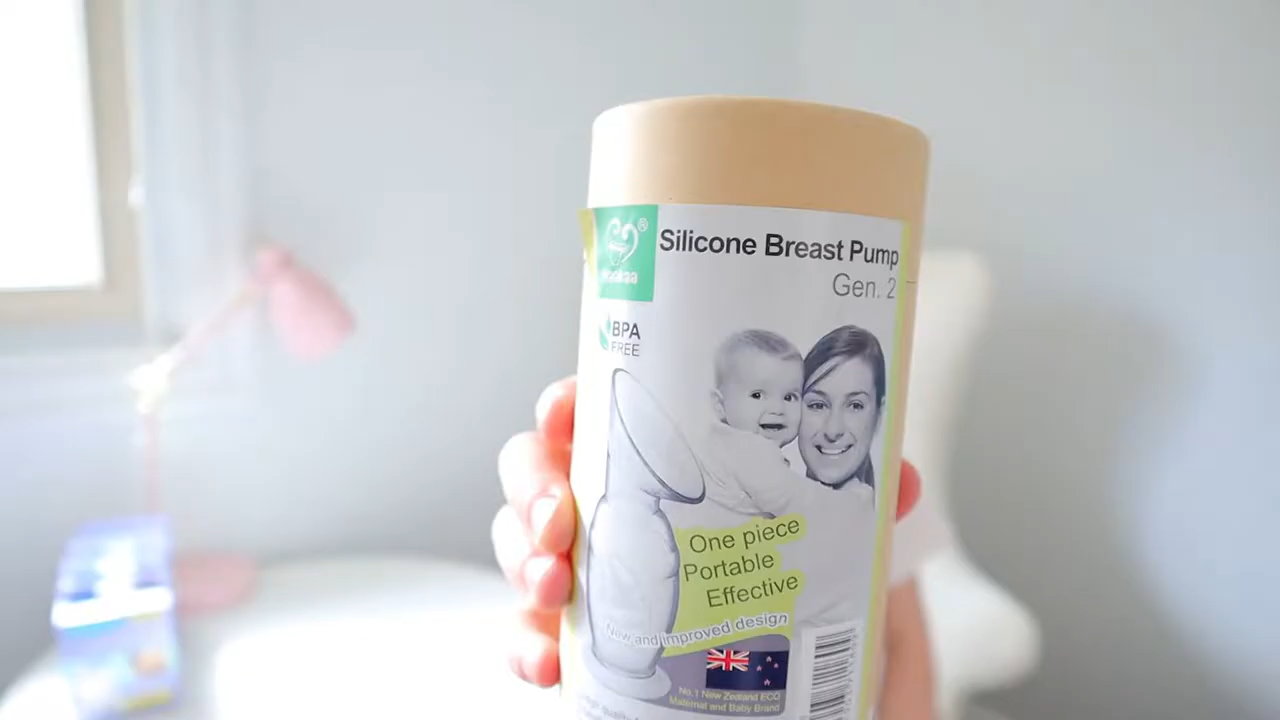 ®
Silicone Breast Pump
Gen. 2
BPA
FREE
One piece
Portable
Effective
New and improved design
No.1 New Zealand ECO
Maternal and Baby Brand